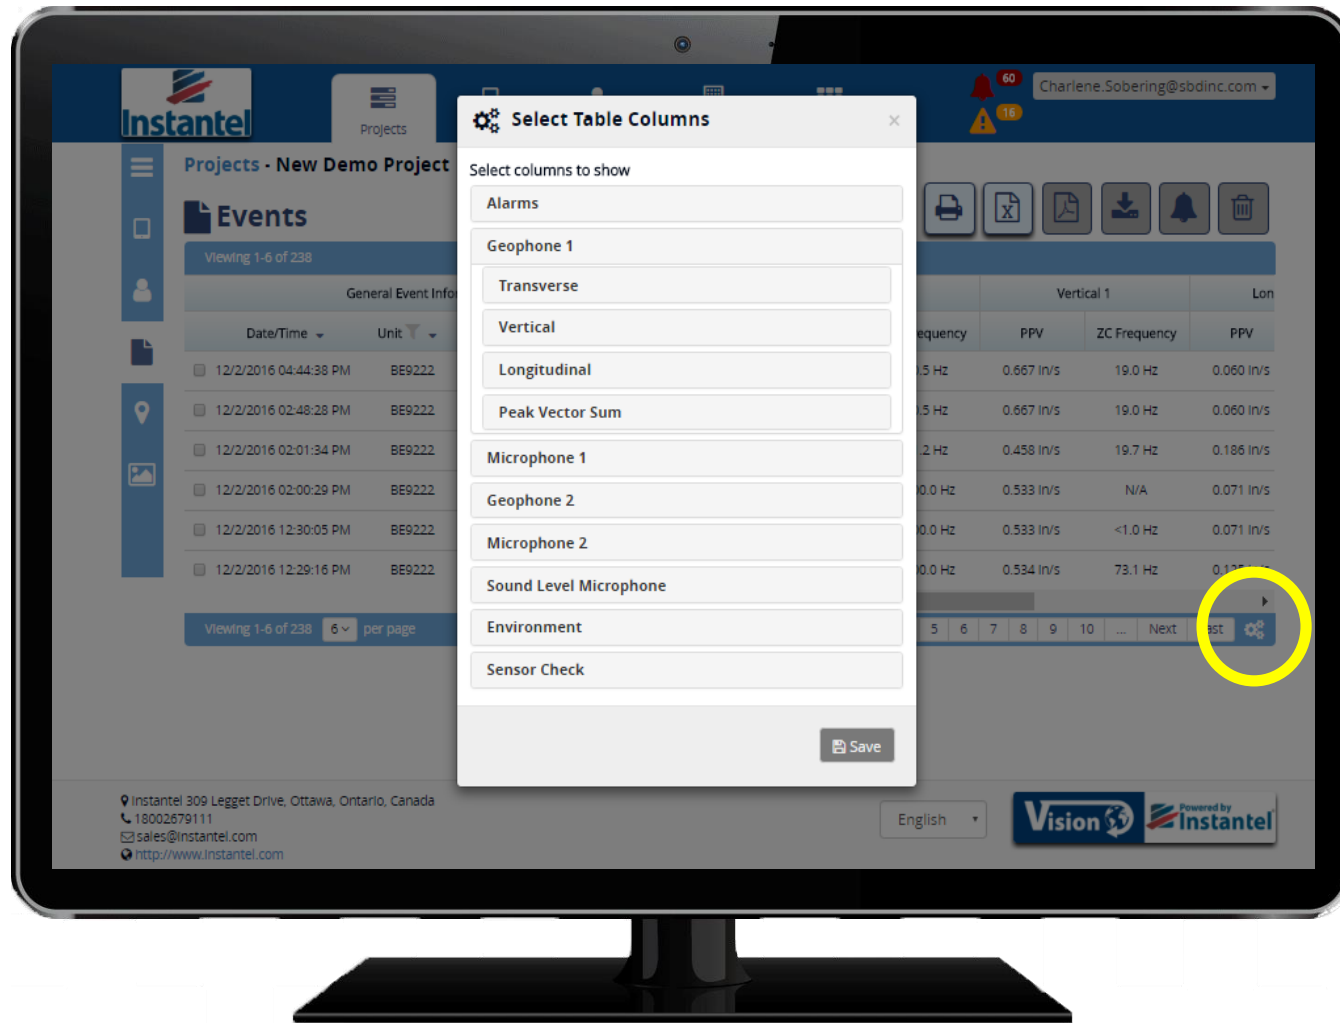 Instantel
Projects
60
16
Charlene.Sobering@sbdinc.com
Select Table Columns
×
Projects - New Demo Project
Select columns to show
Events
Alarms
Geophone 1
Transverse
Vertical
Longitudinal
Peak Vector Sum
Microphone 1
Geophone 2
Microphone 2
Sound Level Microphone
Environment
Sensor Check
Save
Viewing 1-6 of 238
General Event Infor
Vertical 1
Lon
Date/Time Unit equency PPV ZC Frequency PPV
12/2/2016 04:44:38 PM BE9222 .5 Hz 0.667 in/s 19.0 Hz 0.060 in/s
12/2/2016 02:48:28 PM BE9222 .5 Hz 0.667 in/s 19.0 Hz 0.060 in/s
12/2/2016 02:01:34 PM BE9222 .2 Hz 0.458 in/s 19.7 Hz 0.186 in/s
12/2/2016 02:00:29 PM BE9222 0.0 Hz 0.533 in/s N/A 0.071 in/s
12/2/2016 12:30:05 PM BE9222 0.0 Hz 0.533 in/s <1.0 Hz 0.071 in/s
12/2/2016 12:29:16 PM BE9222 0.0 Hz 0.534 in/s 73.1 Hz
Viewing 1-6 of 238 6 per page 5 6 7 8 9 10 ... Next
Instantel 309 Legget Drive, Ottawa, Ontario, Canada
18002679111
sales@instantel.com
http://www.instantel.com
English
Vision
Powered by
Instantel